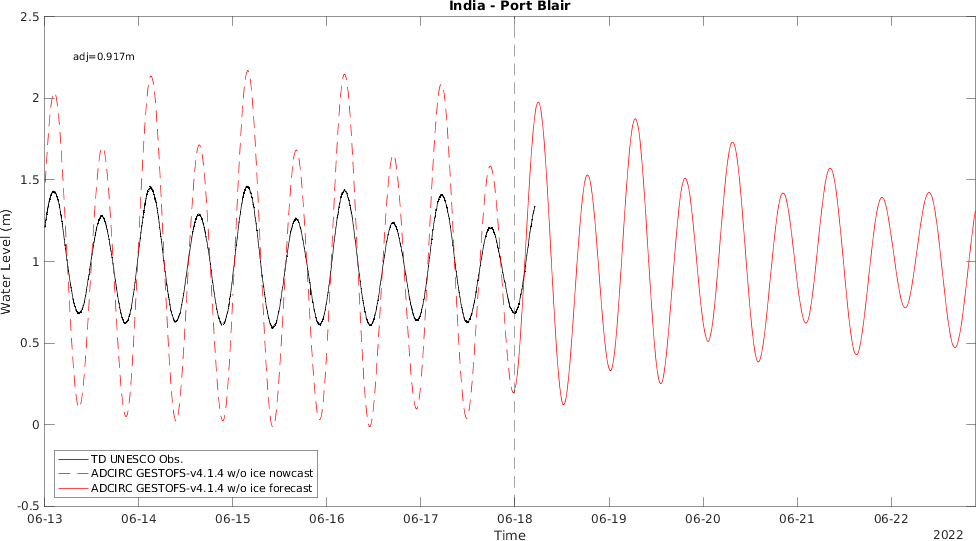 India - Port Blair
adj=0.917m
2.5
2
1.5
1
0.5
0
-0.5
Water Level (m)
TD UNESCO Obs.
ADCIRC GESTOFS-v4.1.4 w/o ice nowcast
ADCIRC GESTOFS-v4.1.4 w/o ice forecast
06-13 06-14 06-15 06-16 06-17 06-18 06-19 06-20 06-21 06-22
Time
2022